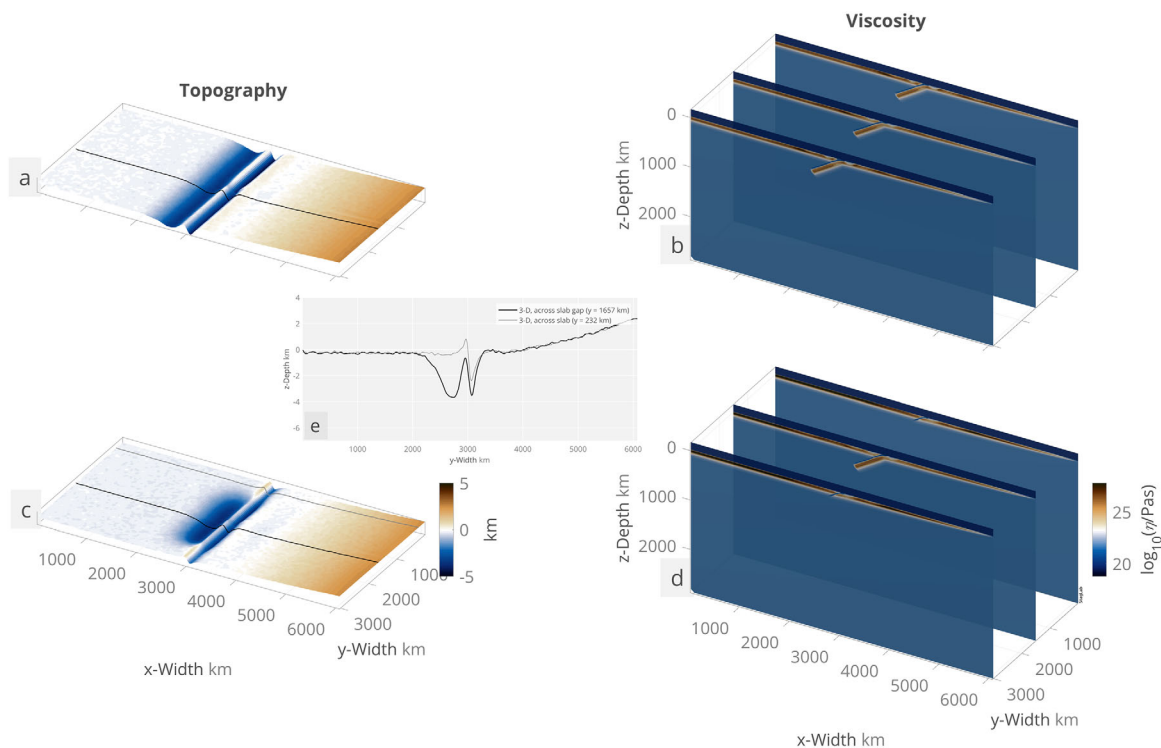 Viscosity
Topography
a
0
1000
2000
z-Depth km
b
4
2
0
-2
-4
-6
z-Depth km
3-D, across slab gap (y = 1657 km)
3-D, across slab (y = 232 km)
e
0
1000
2000
3000
4000
5000
6000
y-Width km
c
5
0
-5
km
1000
2000
3000
4000
5000
6000
x-Width km
1000
2000
3000
y-Width km
0
1000
2000
z-Depth km
d
25
20
log10(η/Pas)
StagLab
1000
2000
3000
4000
5000
6000
x-Width km
1000
2000
3000
y-Width km